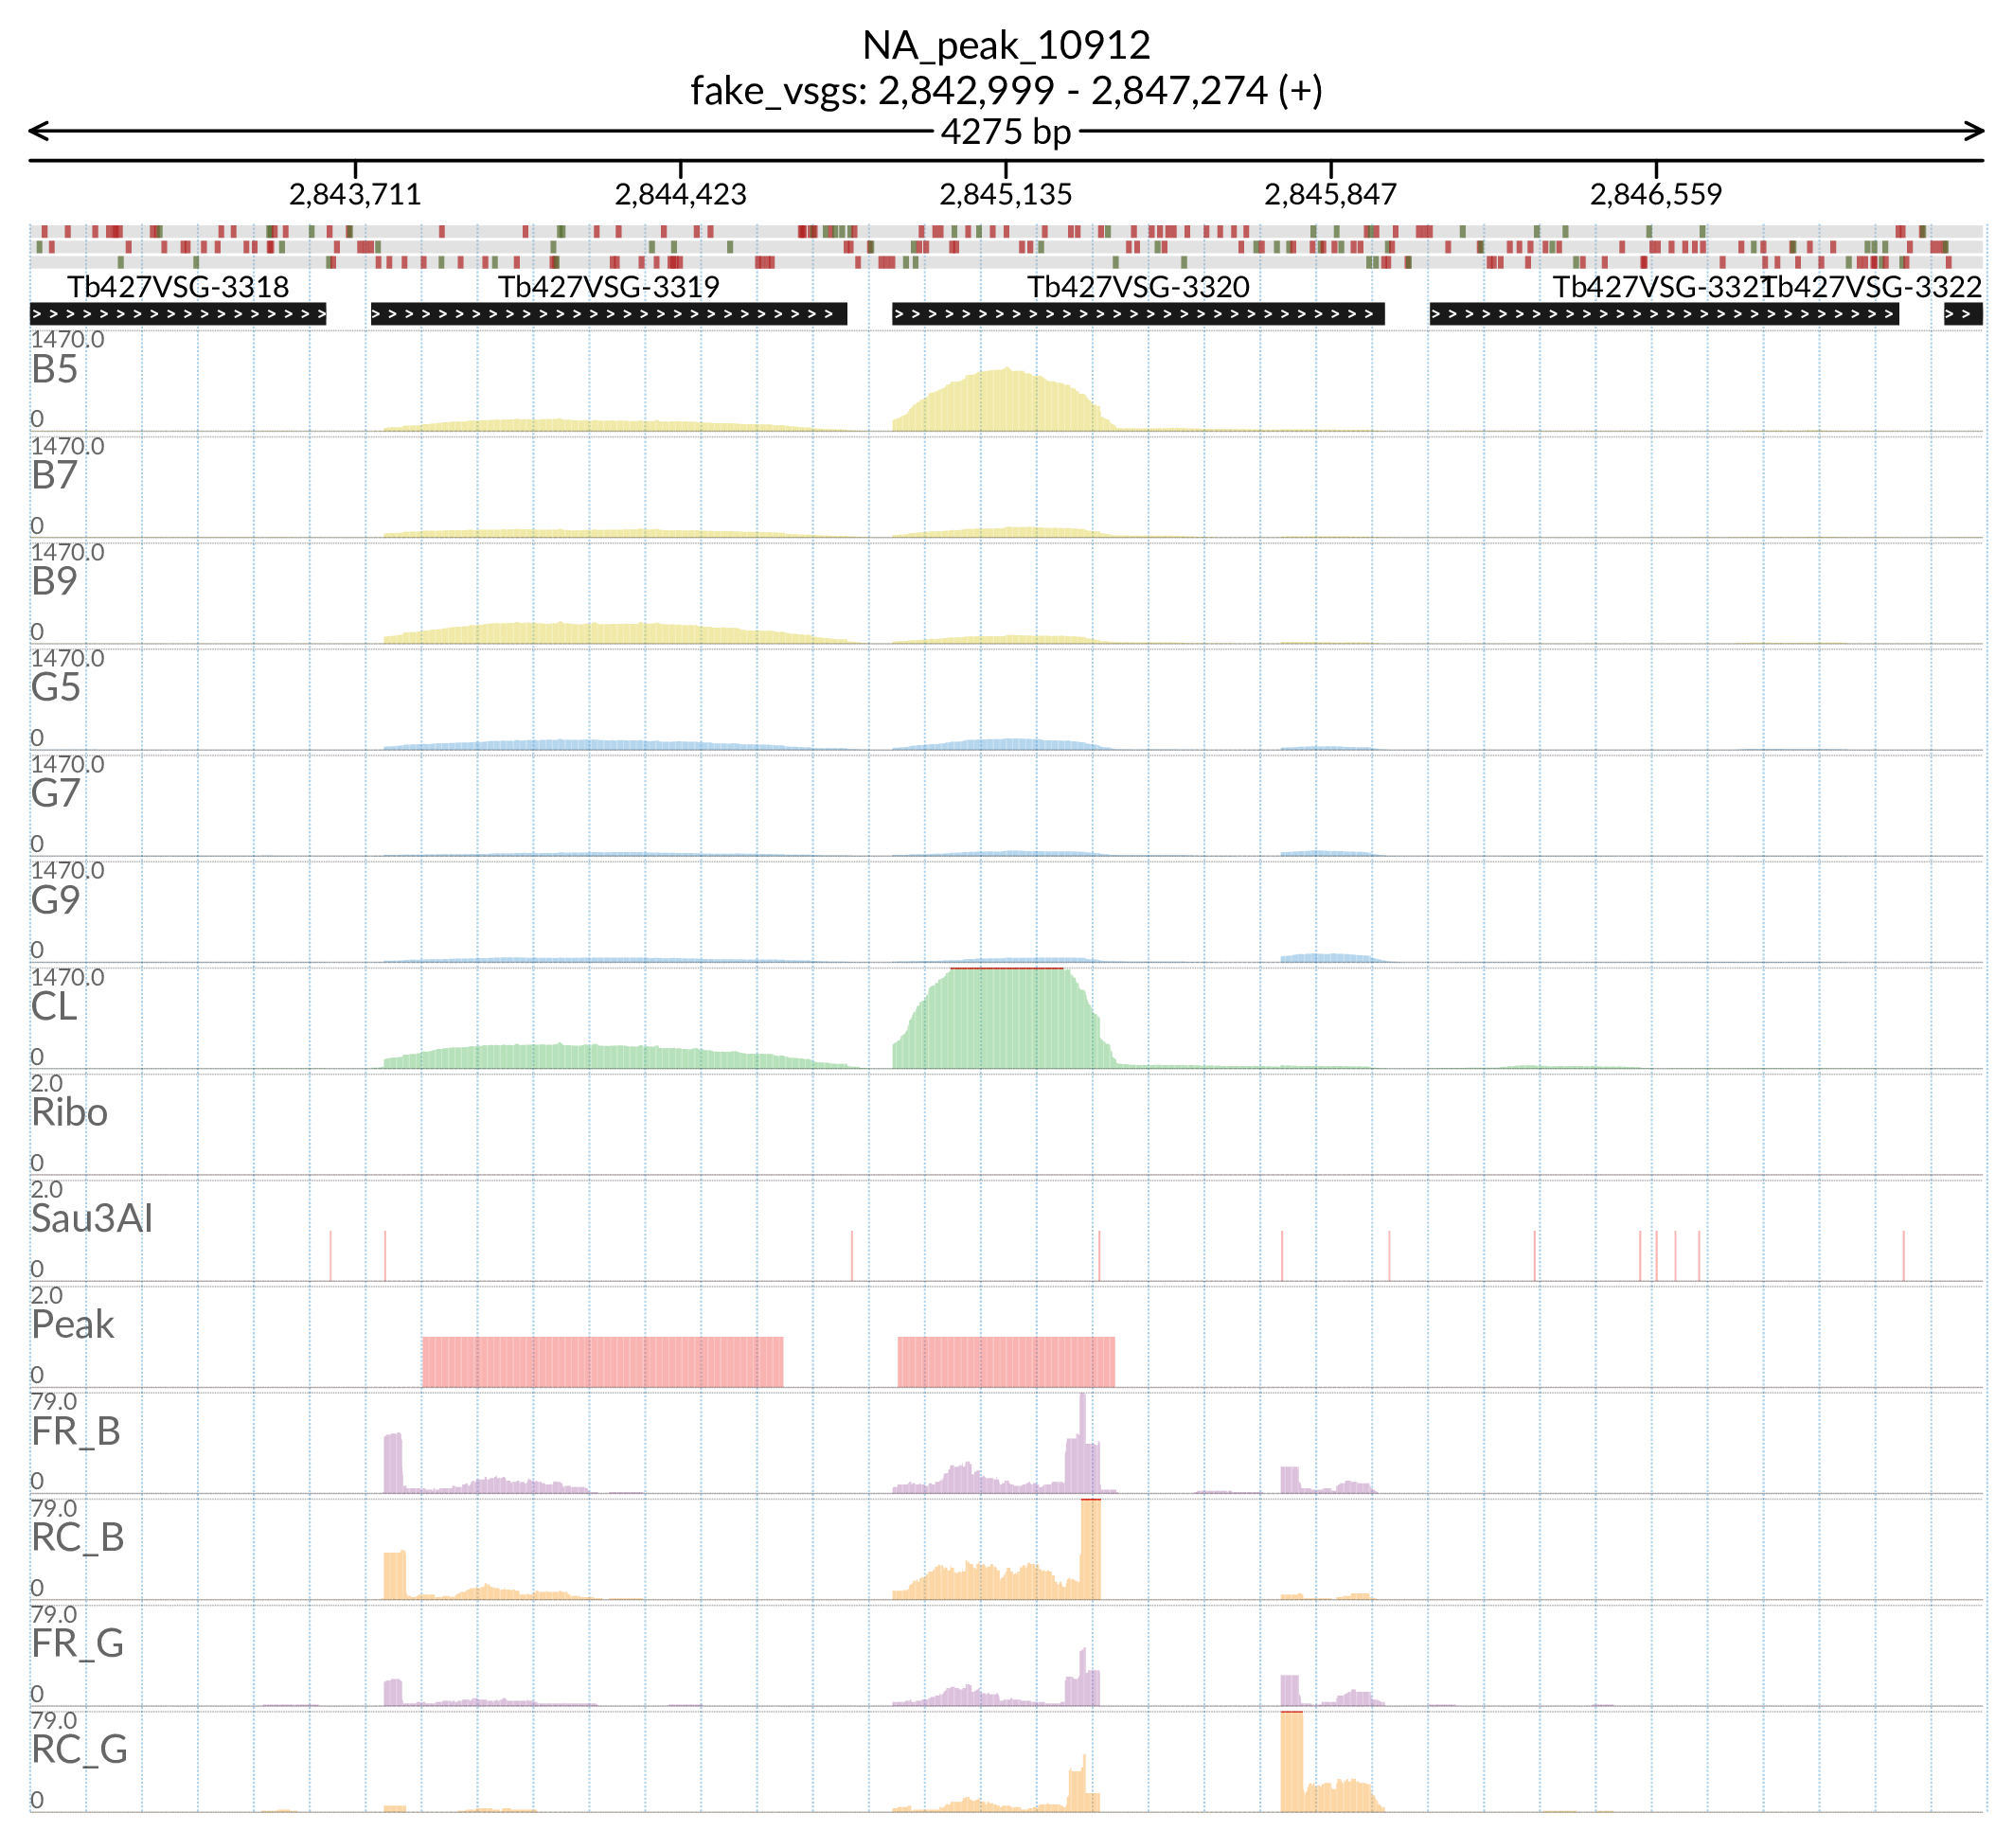 NA_peak_10912
fake_vsgs: 2,842,999 - 2,847,274 (+)
4275 bp
2,843,711 2,844,423 2,845,135 2,845,847 2,846,559
Tb427VSG-3318 Tb427VSG-3319 Tb427VSG-3320 Tb427VSG-3321 Tb427VSG-3322
1470.0
B5
0
1470.0
B7
0
1470.0
B9
0
1470.0
G5
0
1470.0
G7
0
1470.0
G9
0
1470.0
CL
0
2.0
Ribo
0
2.0
Sau3AI
0
2.0
Peak
0
79.0
FR_B
0
79.0
RC_B
0
79.0
FR_G
0
79.0
RC_G
0